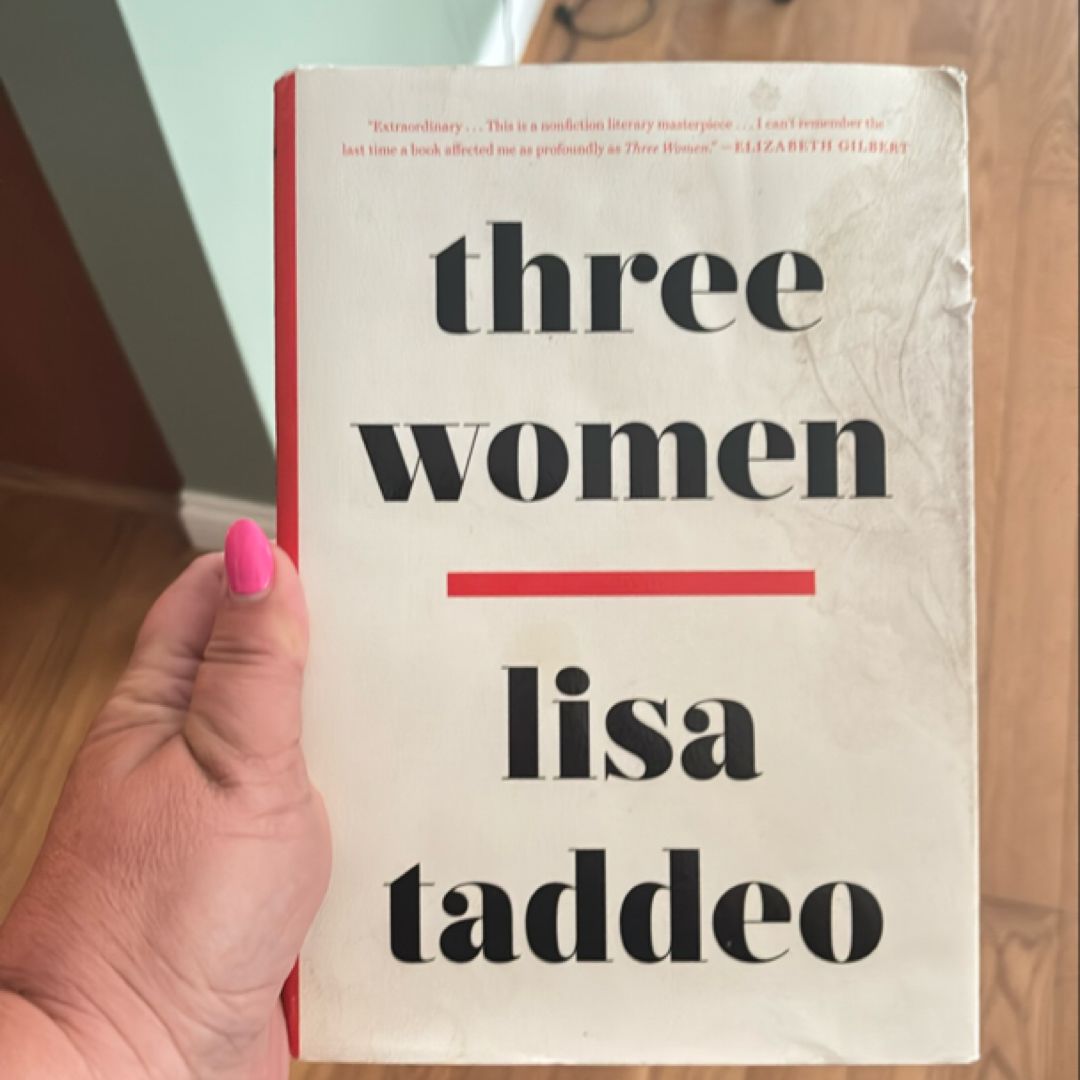 "Extraordinary . . . This is a nonfiction literary masterpiece . . . I can't remember the
last time a book affected me as profoundly as Three Women." —ELIZABETH GILBERT
three
women
lisa
taddeo